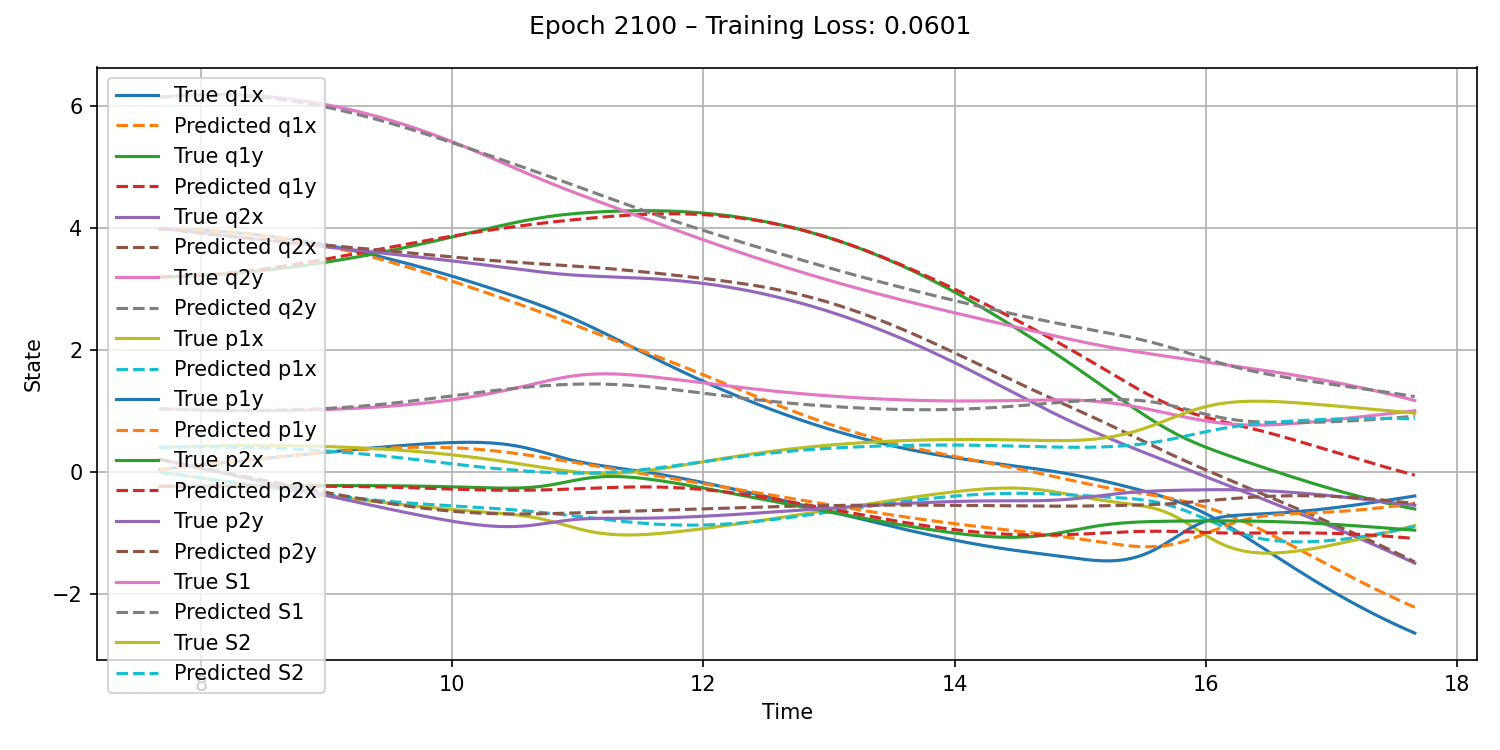 Epoch 2100 – Training Loss: 0.0601
State
6
4
2
0
−2
True q1x
Predicted q1x
True q1y
Predicted q1y
True q2x
Predicted q2x
True q2y
Predicted q2y
True p1x
Predicted p1x
True p1y
Predicted p1y
True p2x
Predicted p2x
True p2y
Predicted p2y
True S1
Predicted S1
True S2
Predicted S2
8 10 12 14 16 18
Time